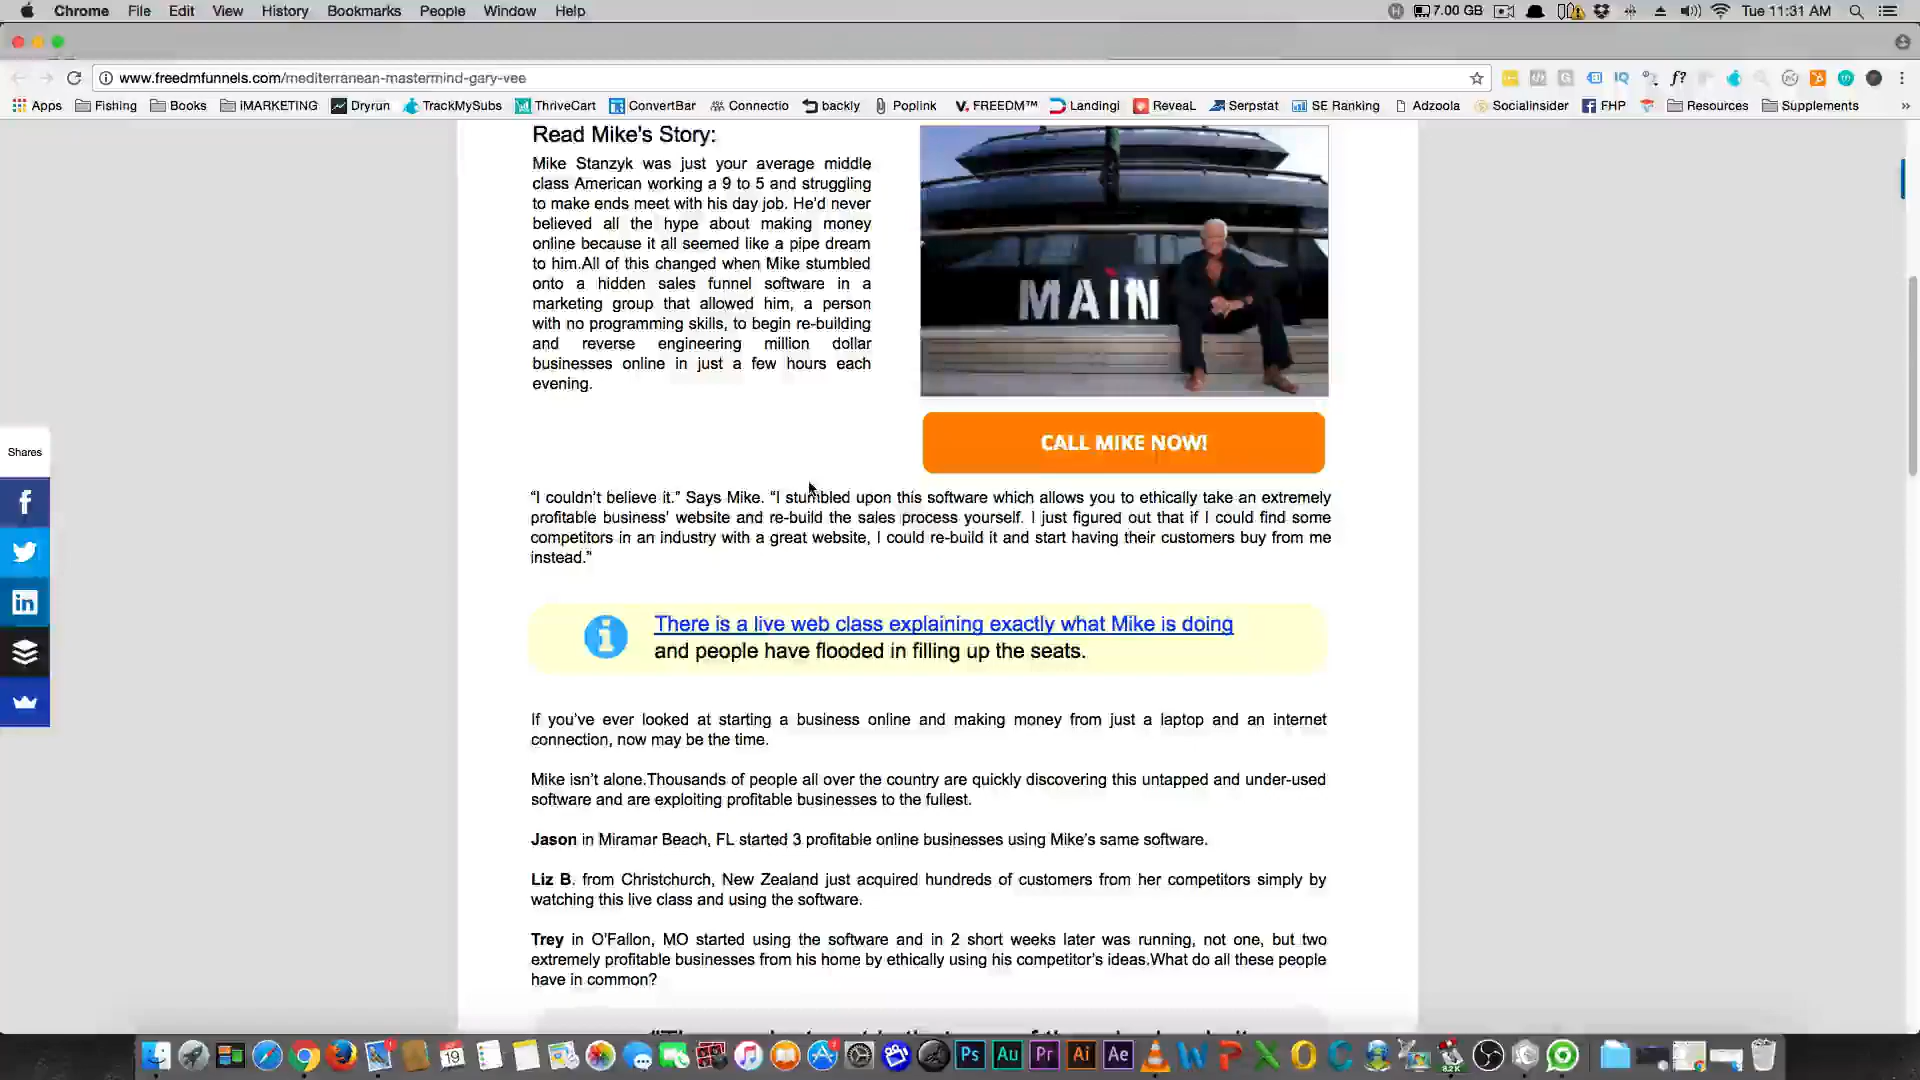 Chrome File Edit View History Bookmarks People Window Help
7.00 GB Tue 11:31 AM
www.freedmfunnels.com/mediterranean-mastermind-gary-vee
Apps Fishing Books iMARKETING Dryrun TrackMySubs ThriveCart ConvertBar Connectio backly Poplink V. FREEDM™ Landingi ReveaL Serpstat SE Ranking Adzoola Socialinsider FHP Resources Supplements
Read Mike's Story:
Mike Stanzyk was just your average middle
class American working a 9 to 5 and struggling
to make ends meet with his day job. He'd never
believed all the hype about making money
online because it all seemed like a pipe dream
to him.All of this changed when Mike stumbled
onto a hidden sales funnel software in a
marketing group that allowed him, a person
with no programming skills, to begin re-building
and reverse engineering million dollar
businesses online in just a few hours each
evening.
MAIN
CALL MIKE NOW!
Shares
“I couldn’t believe it.” Says Mike. “I stumbled upon this software which allows you to ethically take an extremely
profitable business’ website and re-build the sales process yourself. I just figured out that if I could find some
competitors in an industry with a great website, I could re-build it and start having their customers buy from me
instead.”
There is a live web class explaining exactly what Mike is doing
and people have flooded in filling up the seats.
If you’ve ever looked at starting a business online and making money from just a laptop and an internet
connection, now may be the time.
Mike isn’t alone.Thousands of people all over the country are quickly discovering this untapped and under-used
software and are exploiting profitable businesses to the fullest.
Jason in Miramar Beach, FL started 3 profitable online businesses using Mike’s same software.
Liz B. from Christchurch, New Zealand just acquired hundreds of customers from her competitors simply by
watching this live class and using the software.
Trey in O’Fallon, MO started using the software and in 2 short weeks later was running, not one, but two
extremely profitable businesses from his home by ethically using his competitor’s ideas.What do all these people
have in common?
19 Ps Au Pr Ai Ae